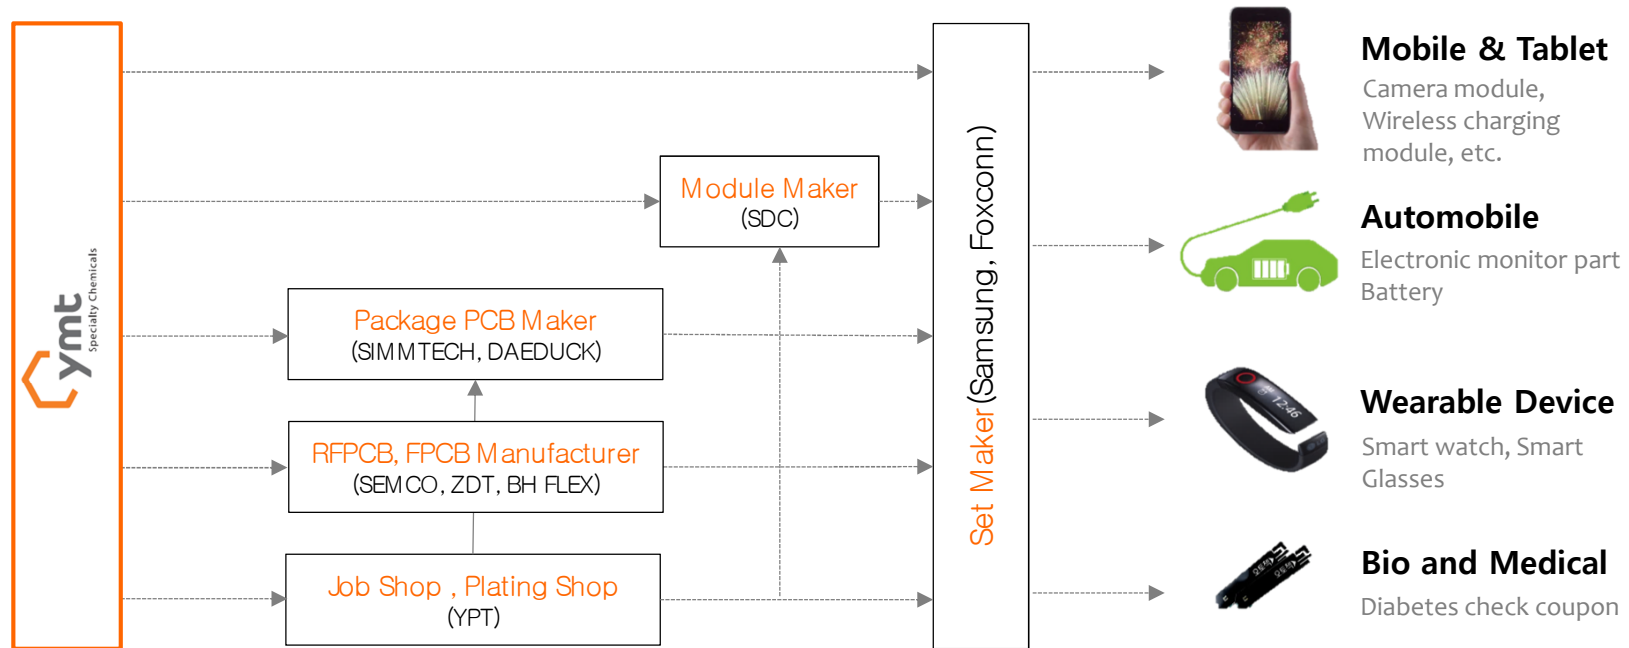 ymt
Specialty Chemicals
Module Maker
(SDC)
Package PCB Maker
(SIMMTECH, DAEDUCK)
RFPCB, FPCB Manufacturer
(SEMCO, ZDT, BH FLEX)
Job Shop , Plating Shop
(YPT)
Set Maker(Samsung, Foxconn)
Mobile & Tablet
Camera module,
Wireless charging
module, etc.
Automobile
Electronic monitor part
Battery
12:46
Wearable Device
Smart watch, Smart
Glasses
Bio and Medical
Diabetes check coupon